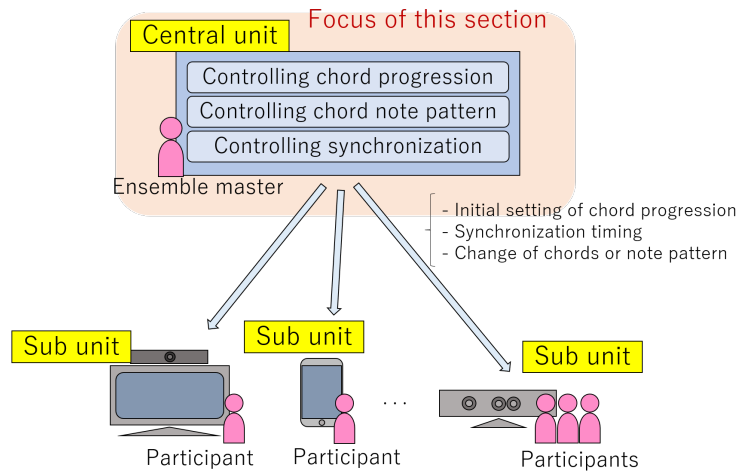 Focus of this section
Central unit
Controlling chord progression
Controlling chord note pattern
Controlling synchronization
Ensemble master
- Initial setting of chord progression
- Synchronization timing
- Change of chords or note pattern
Sub unit
Sub unit
Sub unit
...
Participant
Participant
Participants